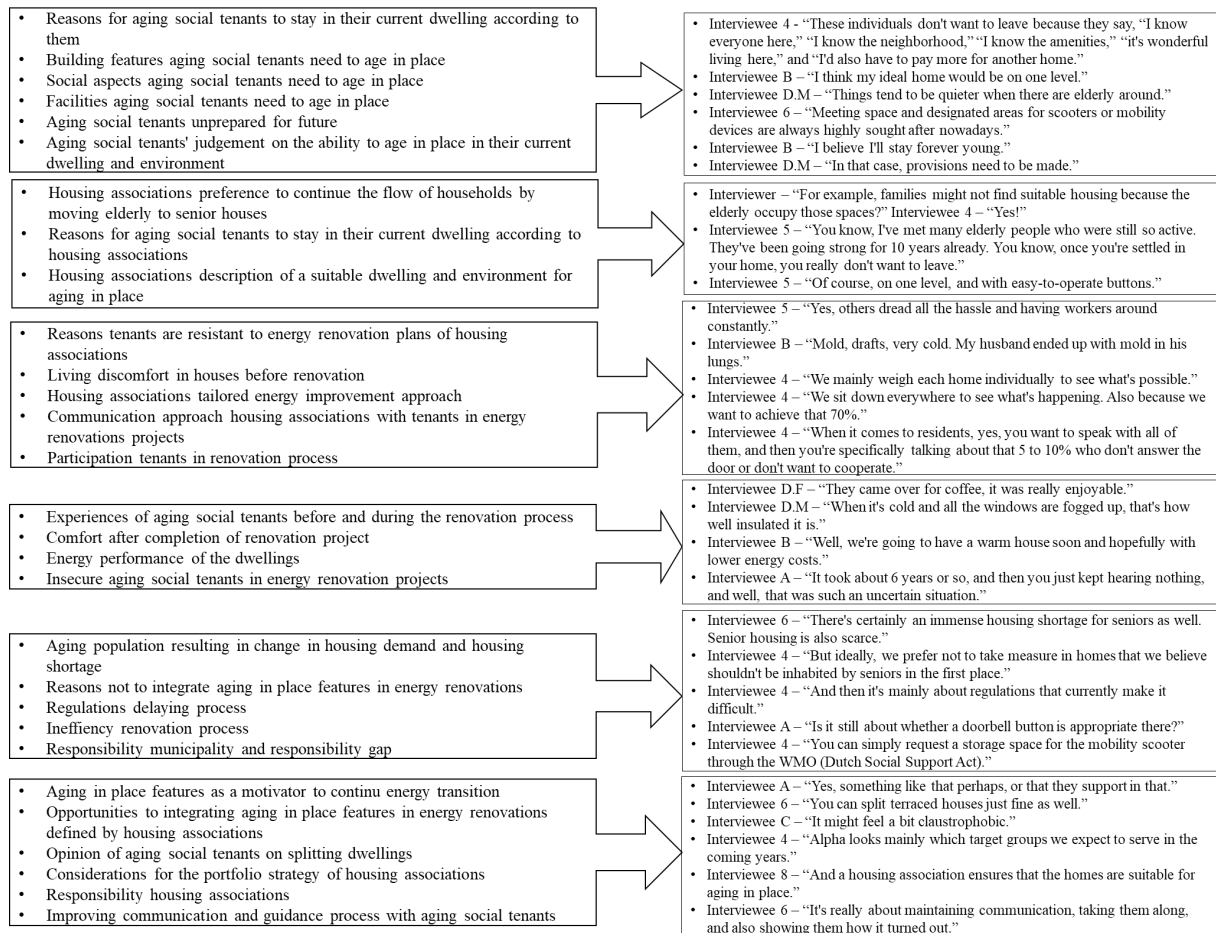 • Reasons for aging social tenants to stay in their current dwelling according to
them
• Building features aging social tenants need to age in place
• Social aspects aging social tenants need to age in place
• Facilities aging social tenants need to age in place
• Aging social tenants unprepared for future
• Aging social tenants' judgement on the ability to age in place in their current
dwelling and environment
• Interviewee 4 - “These individuals don't want to leave because they say, “I know
everyone here,” “I know the neighborhood,” “I know the amenities,” “it's wonderful
living here,” and “I'd also have to pay more for another home.”
• Interviewee B – “I think my ideal home would be on one level.”
• Interviewee D.M – “Things tend to be quieter when there are elderly around.”
• Interviewee 6 – “Meeting space and designated areas for scooters or mobility
devices are always highly sought after nowadays.”
• Interviewee B – “I believe I'll stay forever young.”
• Interviewee D.M – “In that case, provisions need to be made.”
• Housing associations preference to continue the flow of households by
moving elderly to senior houses
• Reasons for aging social tenants to stay in their current dwelling according to
housing associations
• Housing associations description of a suitable dwelling and environment for
aging in place
• Interviewer – “For example, families might not find suitable housing because the
elderly occupy those spaces?” Interviewee 4 – “Yes!”
• Interviewee 5 – “You know, I've met many elderly people who were still so active.
They've been going strong for 10 years already. You know, once you're settled in
your home, you really don't want to leave.”
• Interviewee 5 – “Of course, on one level, and with easy-to-operate buttons.”
• Reasons tenants are resistant to energy renovation plans of housing
associations
• Living discomfort in houses before renovation
• Housing associations tailored energy improvement approach
• Communication approach housing associations with tenants in energy
renovations projects
• Participation tenants in renovation process
• Interviewee 5 – “Yes, others dread all the hassle and having workers around
constantly.”
• Interviewee B – “Mold, drafts, very cold. My husband ended up with mold in his
lungs.”
• Interviewee 4 – “We mainly weigh each home individually to see what's possible.”
• Interviewee 4 – “We sit down everywhere to see what's happening. Also because we
want to achieve that 70%.”
• Interviewee 4 – “When it comes to residents, yes, you want to speak with all of
them, and then you're specifically talking about that 5 to 10% who don't answer the
door or don't want to cooperate.”
• Experiences of aging social tenants before and during the renovation process
• Comfort after completion of renovation project
• Energy performance of the dwellings
• Insecure aging social tenants in energy renovation projects
• Interviewee D.F – “They came over for coffee, it was really enjoyable.”
• Interviewee D.M – “When it's cold and all the windows are fogged up, that's how
well insulated it is.”
• Interviewee B – “Well, we're going to have a warm house soon and hopefully with
lower energy costs.”
• Interviewee A – “It took about 6 years or so, and then you just kept hearing nothing,
and well, that was such an uncertain situation.”
• Aging population resulting in change in housing demand and housing
shortage
• Reasons not to integrate aging in place features in energy renovations
• Regulations delaying process
• Ineffiency renovation process
• Responsibility municipality and responsibility gap
• Interviewee 6 – “There's certainly an immense housing shortage for seniors as well.
Senior housing is also scarce.”
• Interviewee 4 – “But ideally, we prefer not to take measure in homes that we believe
shouldn't be inhabited by seniors in the first place.”
• Interviewee 4 – “And then it's mainly about regulations that currently make it
difficult.”
• Interviewee A – “Is it still about whether a doorbell button is appropriate there?”
• Interviewee 4 – “You can simply request a storage space for the mobility scooter
through the WMO (Dutch Social Support Act).”
• Aging in place features as a motivator to continu energy transition
• Opportunities to integrating aging in place features in energy renovations
defined by housing associations
• Opinion of aging social tenants on splitting dwellings
• Considerations for the portfolio strategy of housing associations
• Responsibility housing associations
• Improving communication and guidance process with aging social tenants
• Interviewee A – “Yes, something like that perhaps, or that they support in that.”
• Interviewee 6 – “You can split terraced houses just fine as well.”
• Interviewee C – “It might feel a bit claustrophobic.”
• Interviewee 4 – “Alpha looks mainly which target groups we expect to serve in the
coming years.”
• Interviewee 8 – “And a housing association ensures that the homes are suitable for
aging in place.”
• Interviewee 6 – “It's really about maintaining communication, taking them along,
and also showing them how it turned out.”